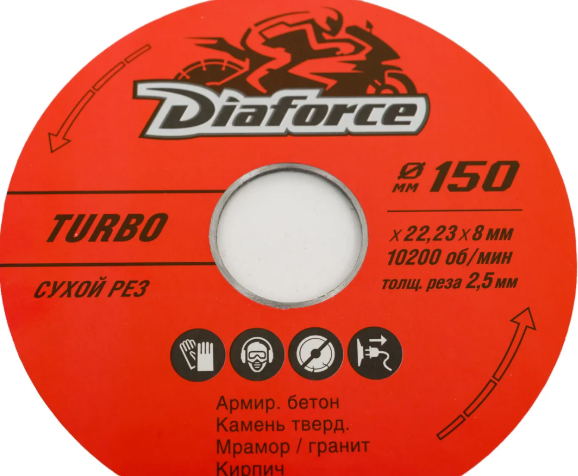 Diaforce
Ø мм 150
TURBO
x 22,23 x 8 мм
10200 об/мин
СУХОЙ РЕЗ
толщ. реза 2,5 мм
Армир. бетон
Камень тверд.
Мрамор / гранит
Кирпич